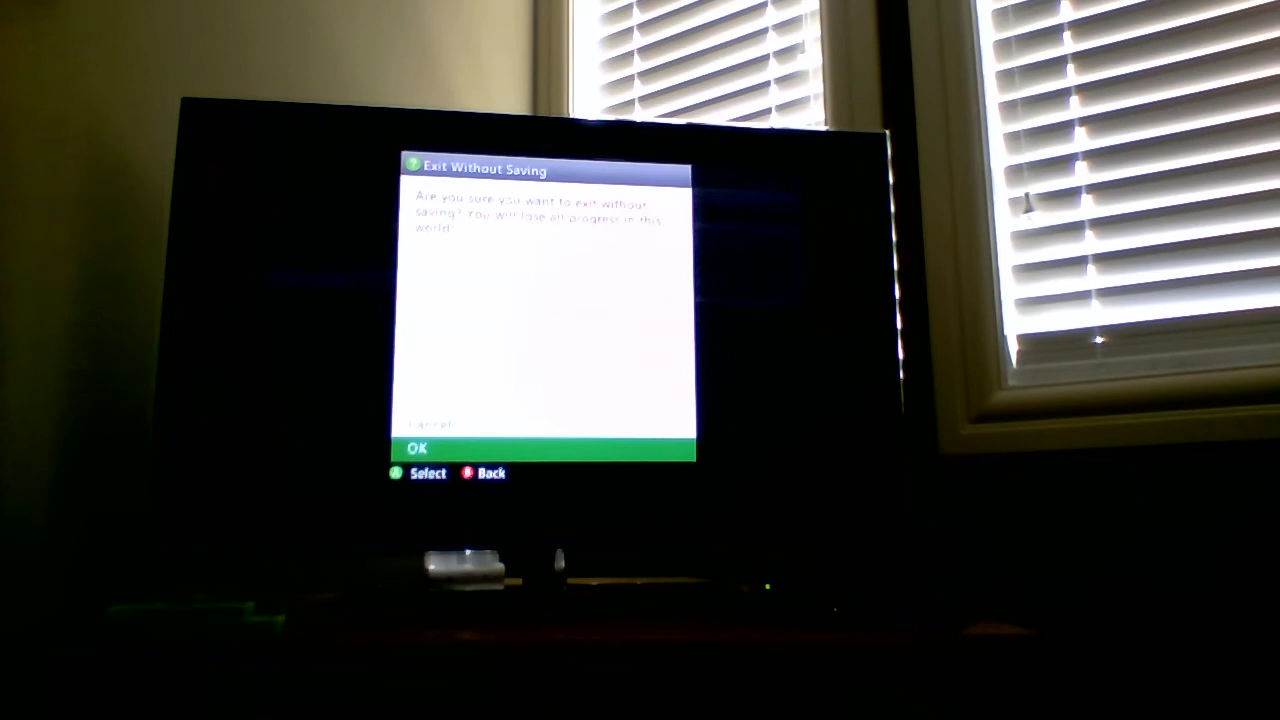 Exit Without Saving
Are you sure you want to exit without
saving? You will lose all progress in this
world.
Cancel
OK
A Select B Back